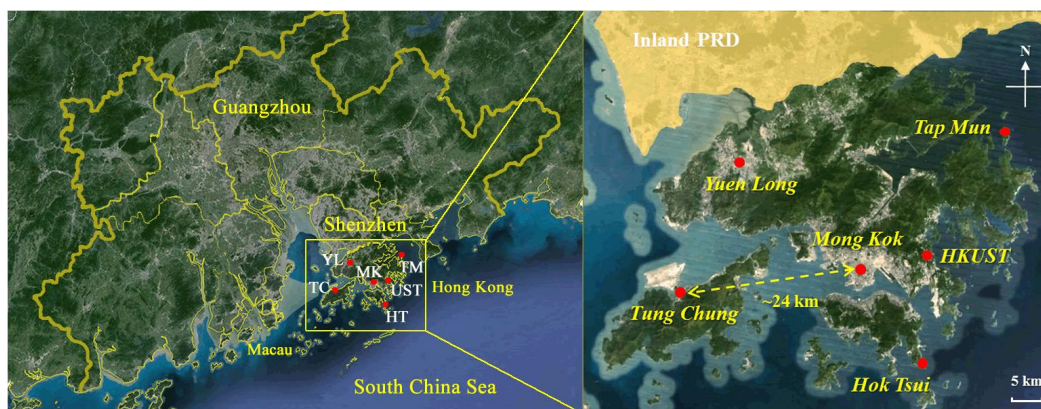 Guangzhou
Shenzhen
YL
MK
TM
TC
UST
Hong Kong
HT
Macau
South China Sea
Inland PRD
N
Tap Mun
Yuen Long
Mong Kok
HKUST
~24 km
Tung Chung
Hok Tsui
5 km